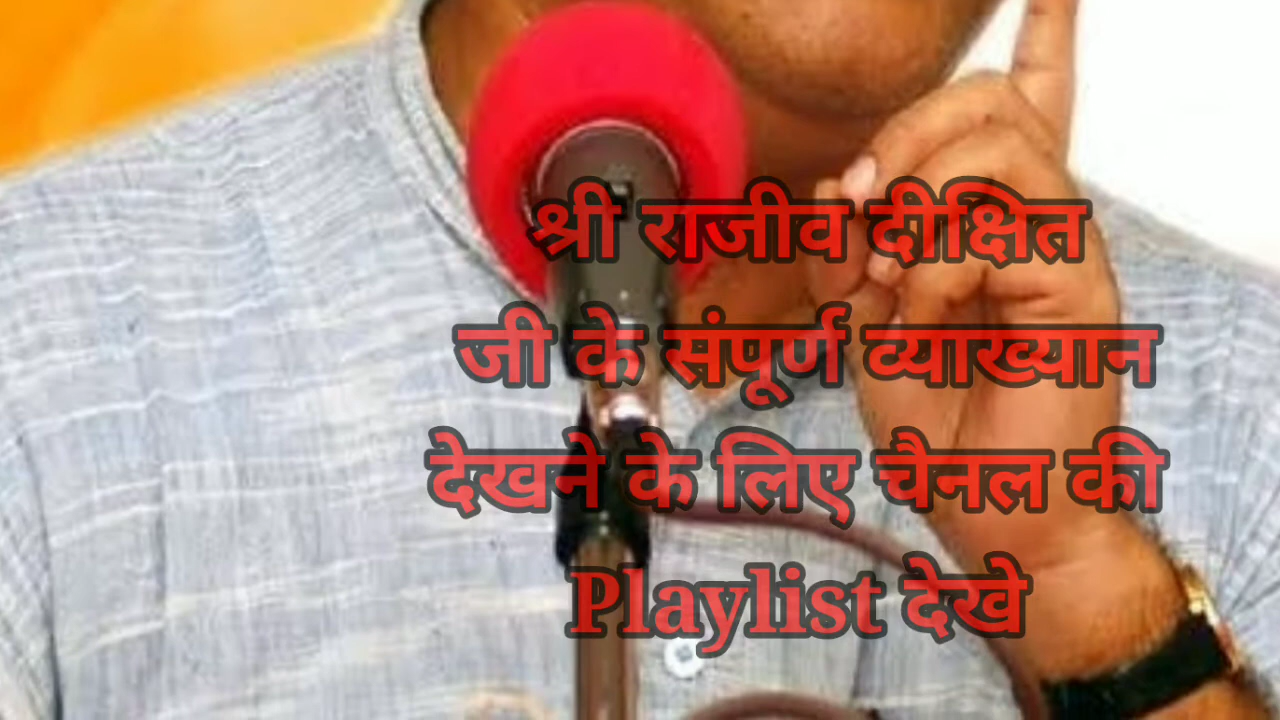 श्री राजीव दीक्षित
जी के संपूर्ण व्याख्यान
देखने के लिए चैनल की
Playlist देखे